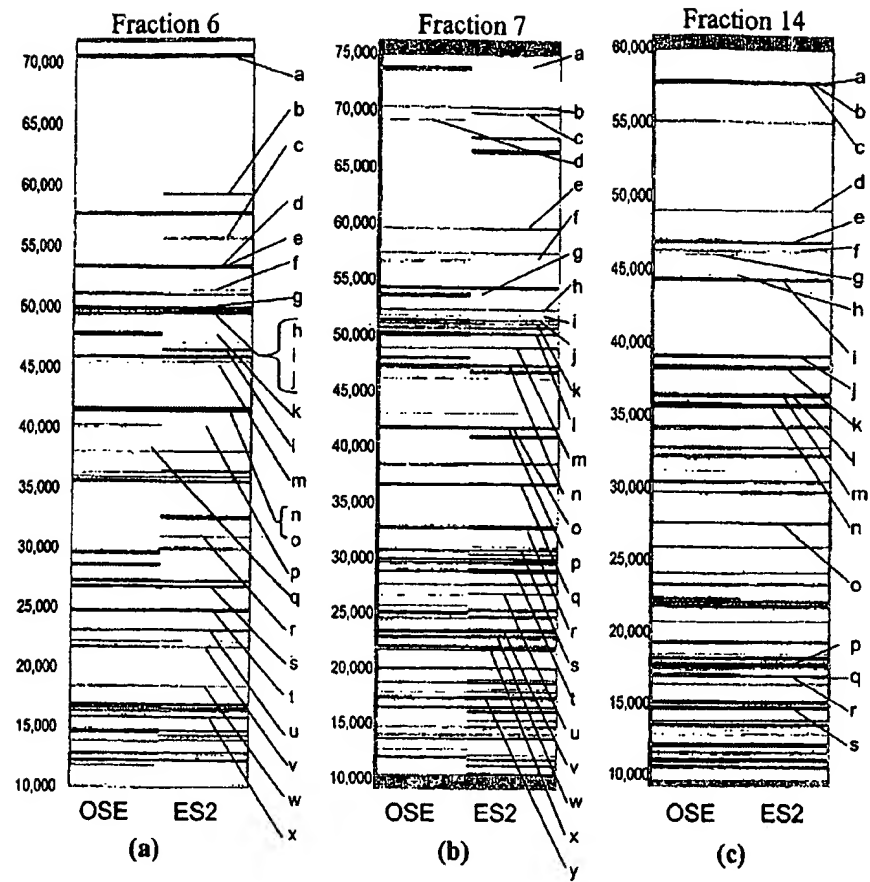 Fraction 6
70,000
65,000
60,000
55,000
50,000
45,000
40,000
35,000
30,000
25,000
20,000
15,000
10,000
a
b
c
d
e
f
g
h
i
j
k
l
m
n
o
p
q
r
s
t
u
v
w
x
OSE ES2
(a)
Fraction 7
75,000
70,000
65,000
60,000
55,000
50,000
45,000
40,000
35,000
30,000
25,000
20,000
15,000
10,000
a
b
c
d
e
f
g
h
i
j
k
l
m
n
o
p
q
r
s
t
u
v
w
x
y
OSE ES2
(b)
Fraction 14
60,000
55,000
50,000
45,000
40,000
35,000
30,000
25,000
20,000
15,000
10,000
a
b
c
d
e
f
g
h
i
j
k
l
m
n
o
p
q
r
s
OSE ES2
(c)